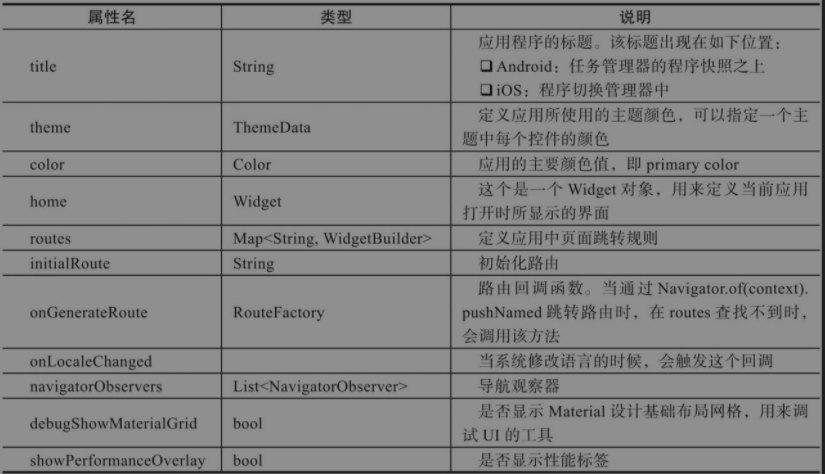 属性名 类型 说明
应用程序的标题。该标题出现在如下位置：
title String ❑Android：任务管理器的程序快照之上
❑iOS：程序切换管理器中
定义应用所使用的主题颜色，可以指定一个主
theme ThemeData
题中每个控件的颜色
color Color 应用的主要颜色值，即 primary color
这个是一个 Widget 对象，用来定义当前应用
home Widget
打开时所显示的界面
routes Map<String, WidgetBuilder> 定义应用中页面跳转规则
initialRoute String 初始化路由
路由回调函数。当通过 Navigator.of(context).
onGenerateRoute RouteFactory pushNamed 跳转路由时，在 routes 查找不到时，
会调用该方法
onLocaleChanged 当系统修改语言的时候，会触发这个回调
navigatorObservers List<NavigatorObserver> 导航观察器
是否显示 Material 设计基础布局网格，用来调
debugShowMaterialGrid bool
试 UI 的工具
showPerformanceOverlay bool 是否显示性能标签